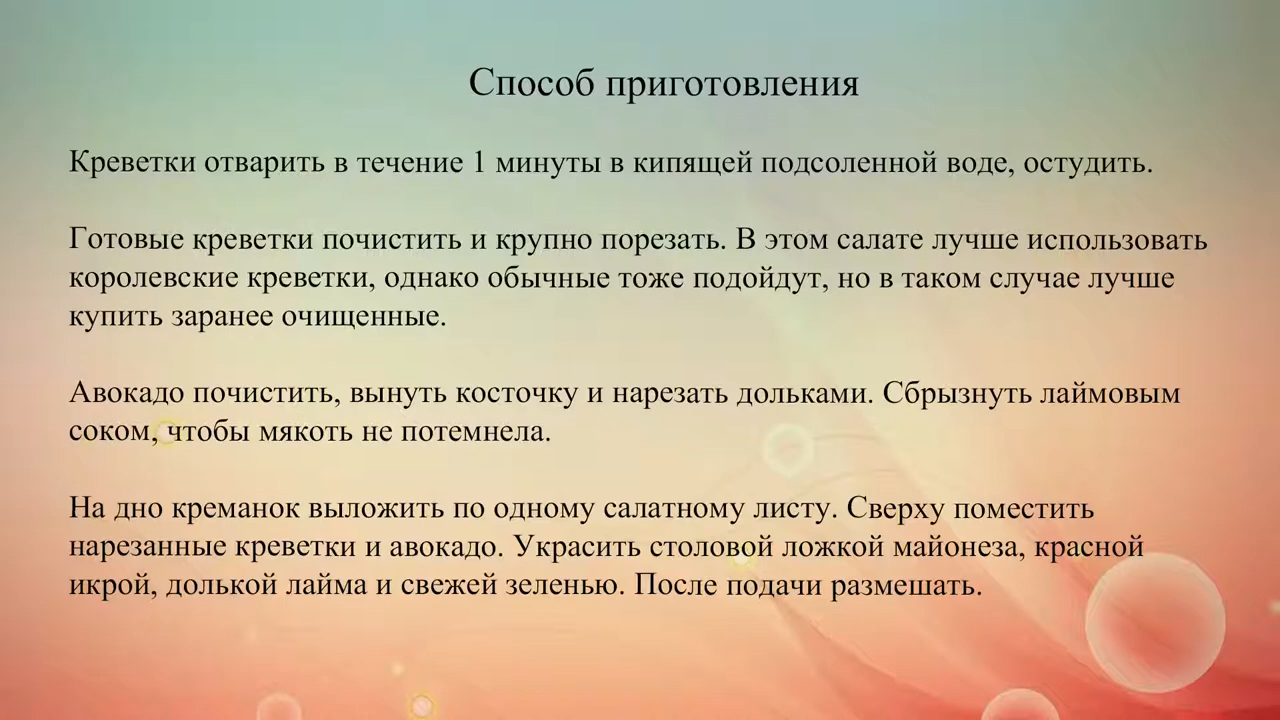 Способ приготовления
Креветки отварить в течение 1 минуты в кипящей подсоленной воде, остудить.
Готовые креветки почистить и крупно порезать. В этом салате лучше использовать
королевские креветки, однако обычные тоже подойдут, но в таком случае лучше
купить заранее очищенные.
Авокадо почистить, вынуть косточку и нарезать дольками. Сбрызнуть лаймовым
соком, чтобы мякоть не потемнела.
На дно креманок выложить по одному салатному листу. Сверху поместить
нарезанные креветки и авокадо. Украсить столовой ложкой майонеза, красной
икрой, долькой лайма и свежей зеленью. После подачи размешать.